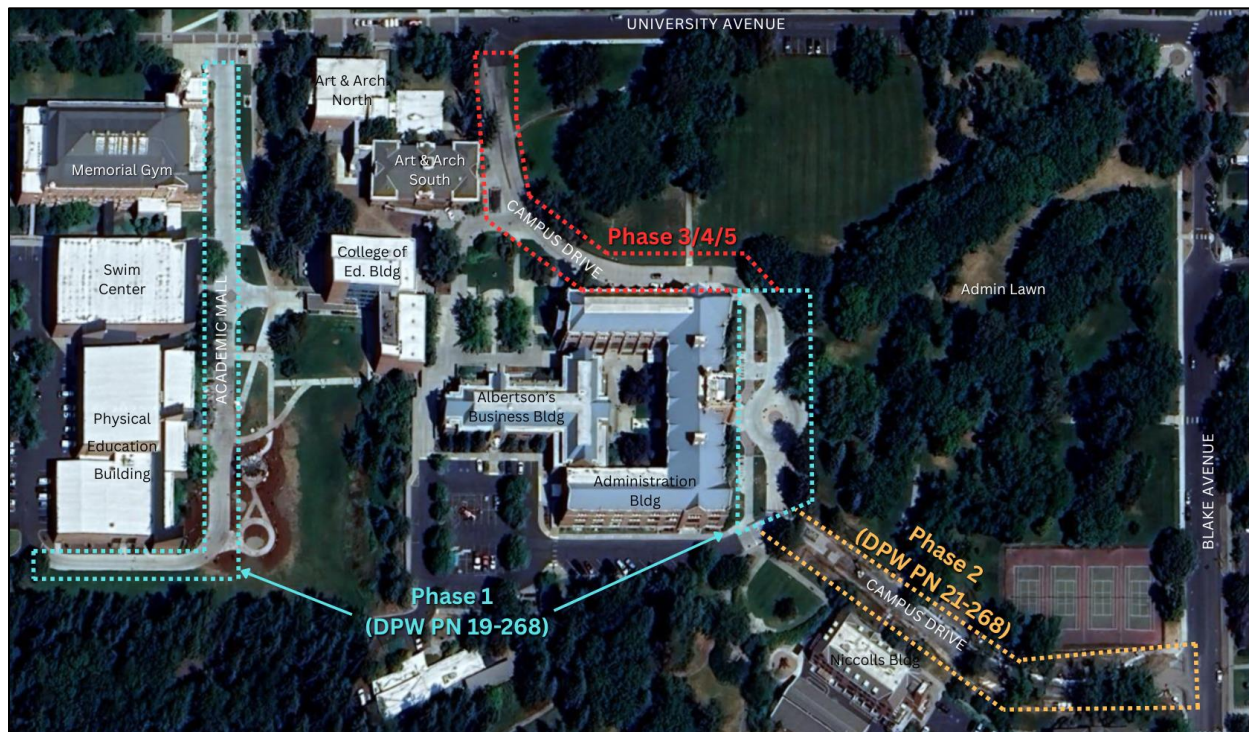 UNIVERSITY AVENUE
Art & Arch
North
Memorial Gym
Art & Arch
South
CAMPUS DRIVE
Phase 3/4/5
College of
Ed. Bldg
Swim
Center
ACADEMIC MALL
Admin Lawn
Albertson's
Business Bldg
Physical
Education
Building
Administration
Bldg
BLAKE AVENUE
Phase 2
(DPW PN 21-268)
CAMPUS DRIVE
Phase 1
(DPW PN 19-268)
Niccolls Bldg